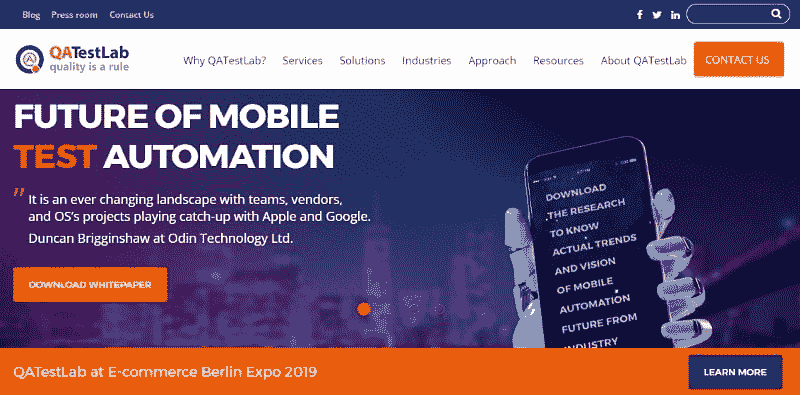 Blog Press room Contact Us
QATestLab
quality is a rule
Why QATestLab? Services Solutions Industries Approach Resources About QATestLab CONTACT US
FUTURE OF MOBILE
TEST AUTOMATION
" It is an ever changing landscape with teams, vendors,
and OS's projects playing catch-up with Apple and Google.
Duncan Brigginshaw at Odin Technology Ltd.
DOWNLOAD WHITEPAPER
DOWNLOAD
THE RESEARCH
TO KNOW
ACTUAL TRENDS
AND VISION
OF MOBILE
AUTOMATION
FUTURE FROM
INDUSTRY
QATestLab at E-commerce Berlin Expo 2019
LEARN MORE